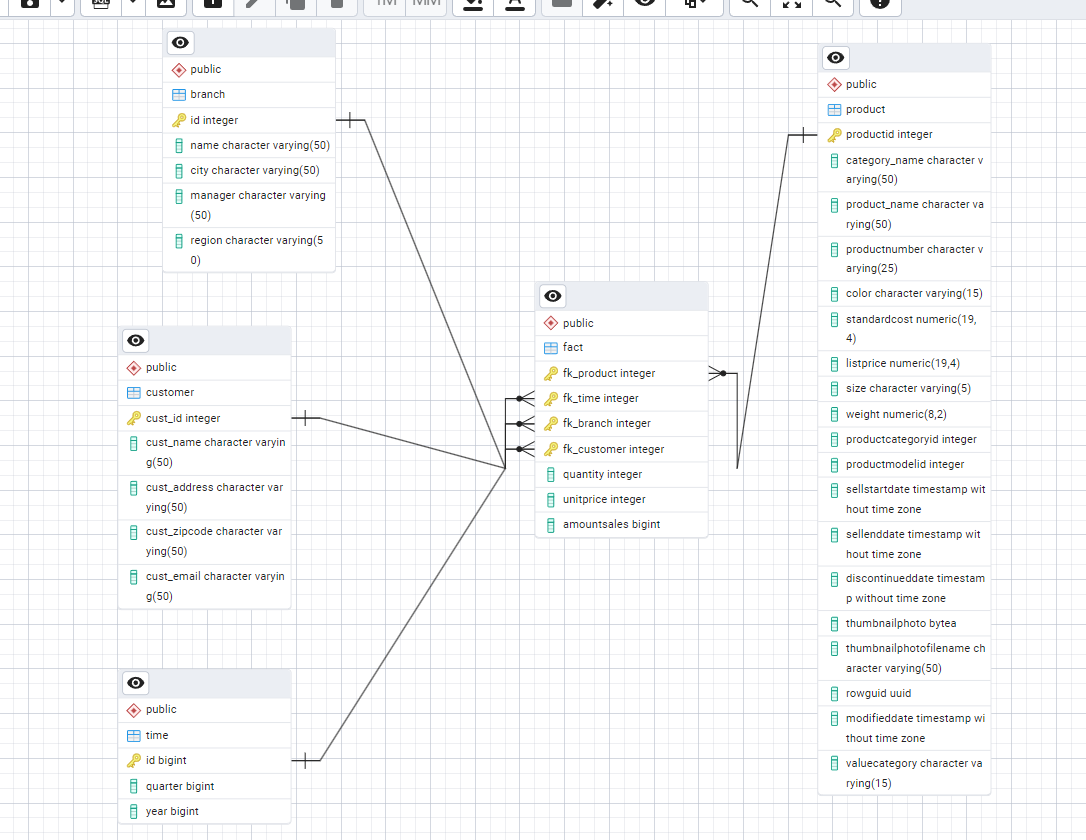 SQL
1M
MM
public
branch
id integer
name character varying(50)
city character varying(50)
manager character varying
(50)
region character varying(5
0)
public
customer
cust_id integer
cust_name character varyin
g(50)
cust_address character var
ying(50)
cust_zipcode character var
ying(50)
cust_email character varyin
g(50)
public
time
id bigint
quarter bigint
year bigint
public
fact
fk_product integer
fk_time integer
fk_branch integer
fk_customer integer
quantity integer
unitprice integer
amountsales bigint
public
product
productid integer
category_name character v
arying(50)
product_name character va
rying(50)
productnumber character v
arying(25)
color character varying(15)
standardcost numeric(19,
4)
listprice numeric(19,4)
size character varying(5)
weight numeric(8,2)
productcategoryid integer
productmodelid integer
sellstartdate timestamp wit
hout time zone
sellenddate timestamp wit
hout time zone
discontinueddate timestam
p without time zone
thumbnailphoto bytea
thumbnailphotofilename ch
aracter varying(50)
rowguid uuid
modifieddate timestamp wi
thout time zone
valuecategory character va
rying(15)